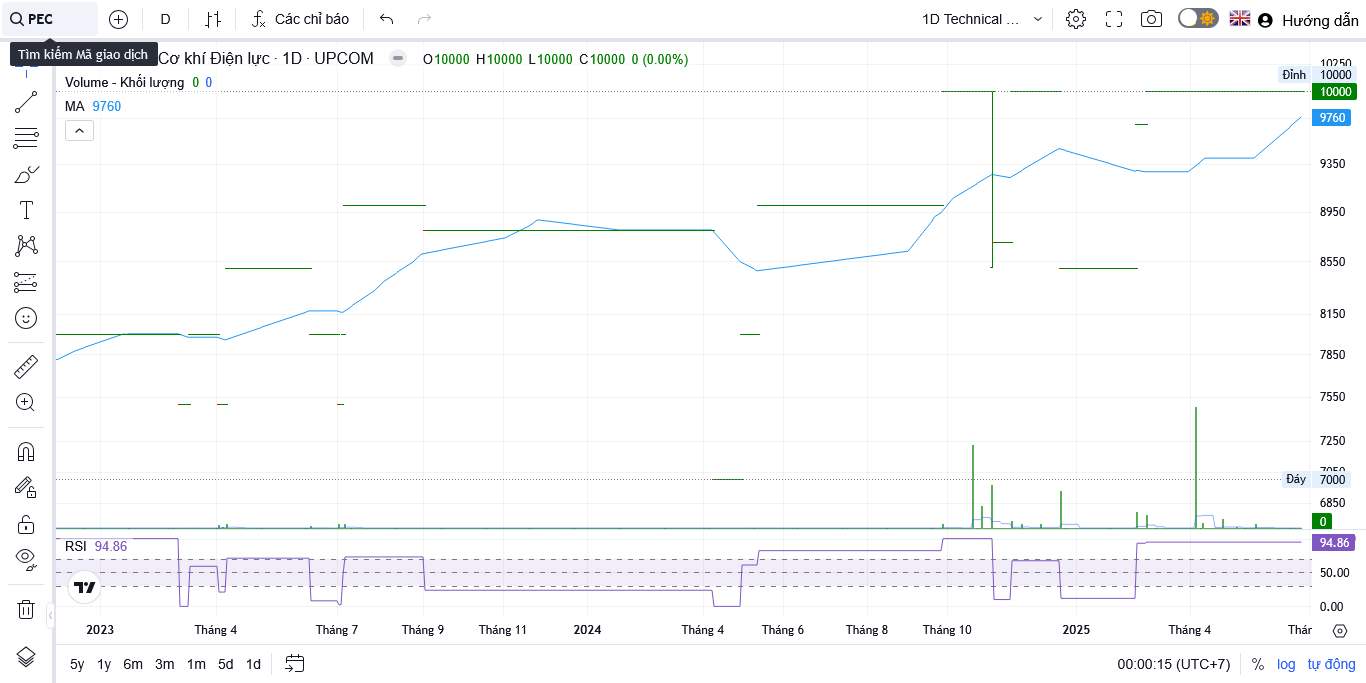 PEC D Các chỉ báo 1D Technical ... Hướng dẫn
Tìm kiếm Mã giao dịch
Cơ khí Điện lực · 1D · UPCOM O10000 H10000 L10000 C10000 0 (0.00%)
Volume - Khối lượng 0 0
MA 9760
10250
Đỉnh 10000
10000
9760
9350
8950
8550
8150
7850
7550
7250
7050
Đáy 7000
6850
0
RSI 94.86
94.86
50.00
0.00
2023 Tháng 4 Tháng 7 Tháng 9 Tháng 11 2024 Tháng 4 Tháng 6 Tháng 8 Tháng 10 2025 Tháng 4 Thár
5y 1y 6m 3m 1m 5d 1d 00:00:15 (UTC+7) % log tự động